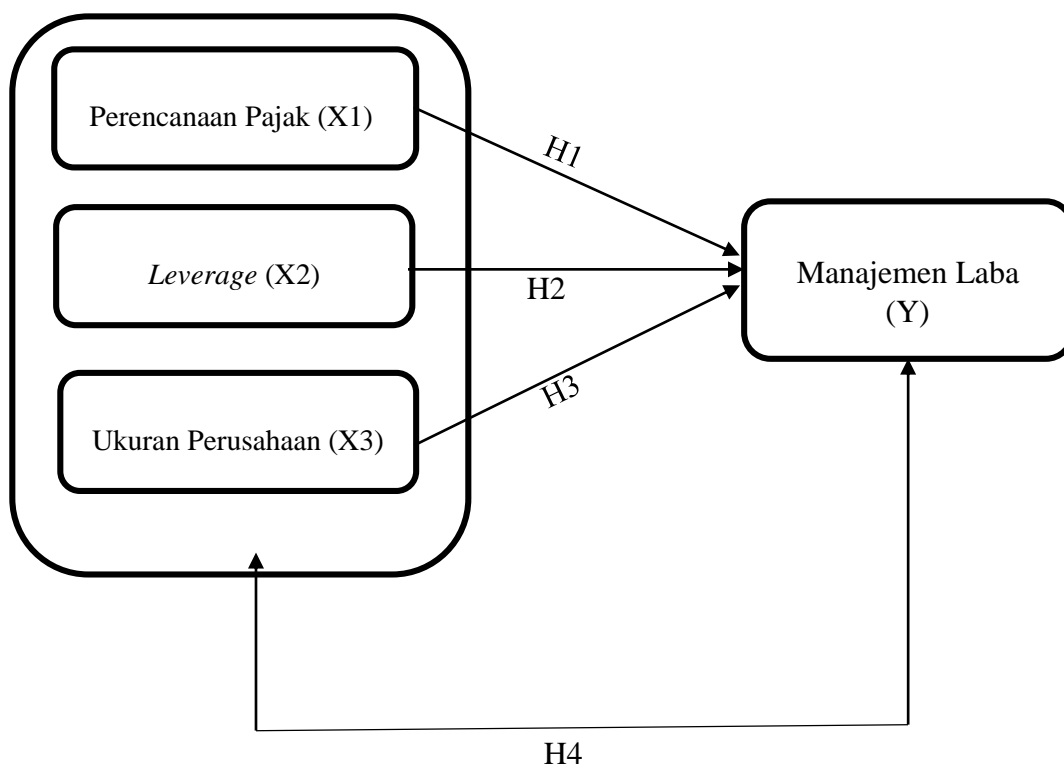 Perencanaan Pajak (X1)
H1
Leverage (X2)
H2
Manajemen Laba
(Y)
Ukuran Perusahaan (X3)
H3
H4